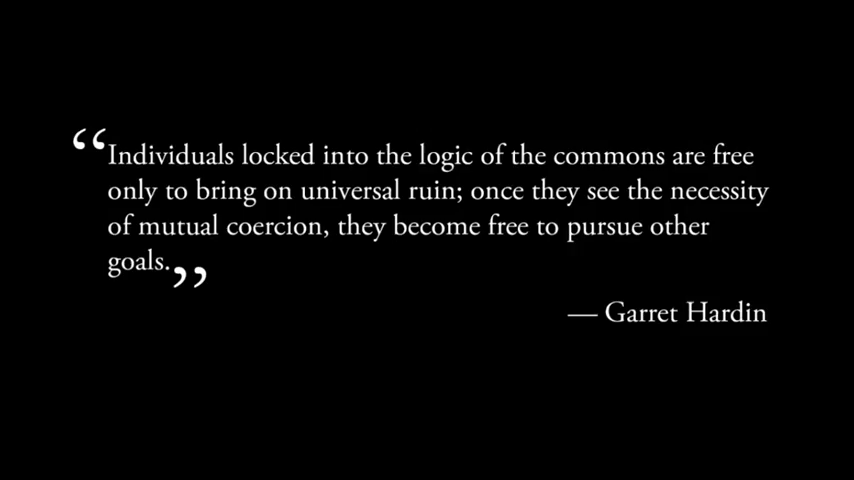 “Individuals locked into the logic of the commons are free
only to bring on universal ruin; once they see the necessity
of mutual coercion, they become free to pursue other
goals.”
— Garret Hardin